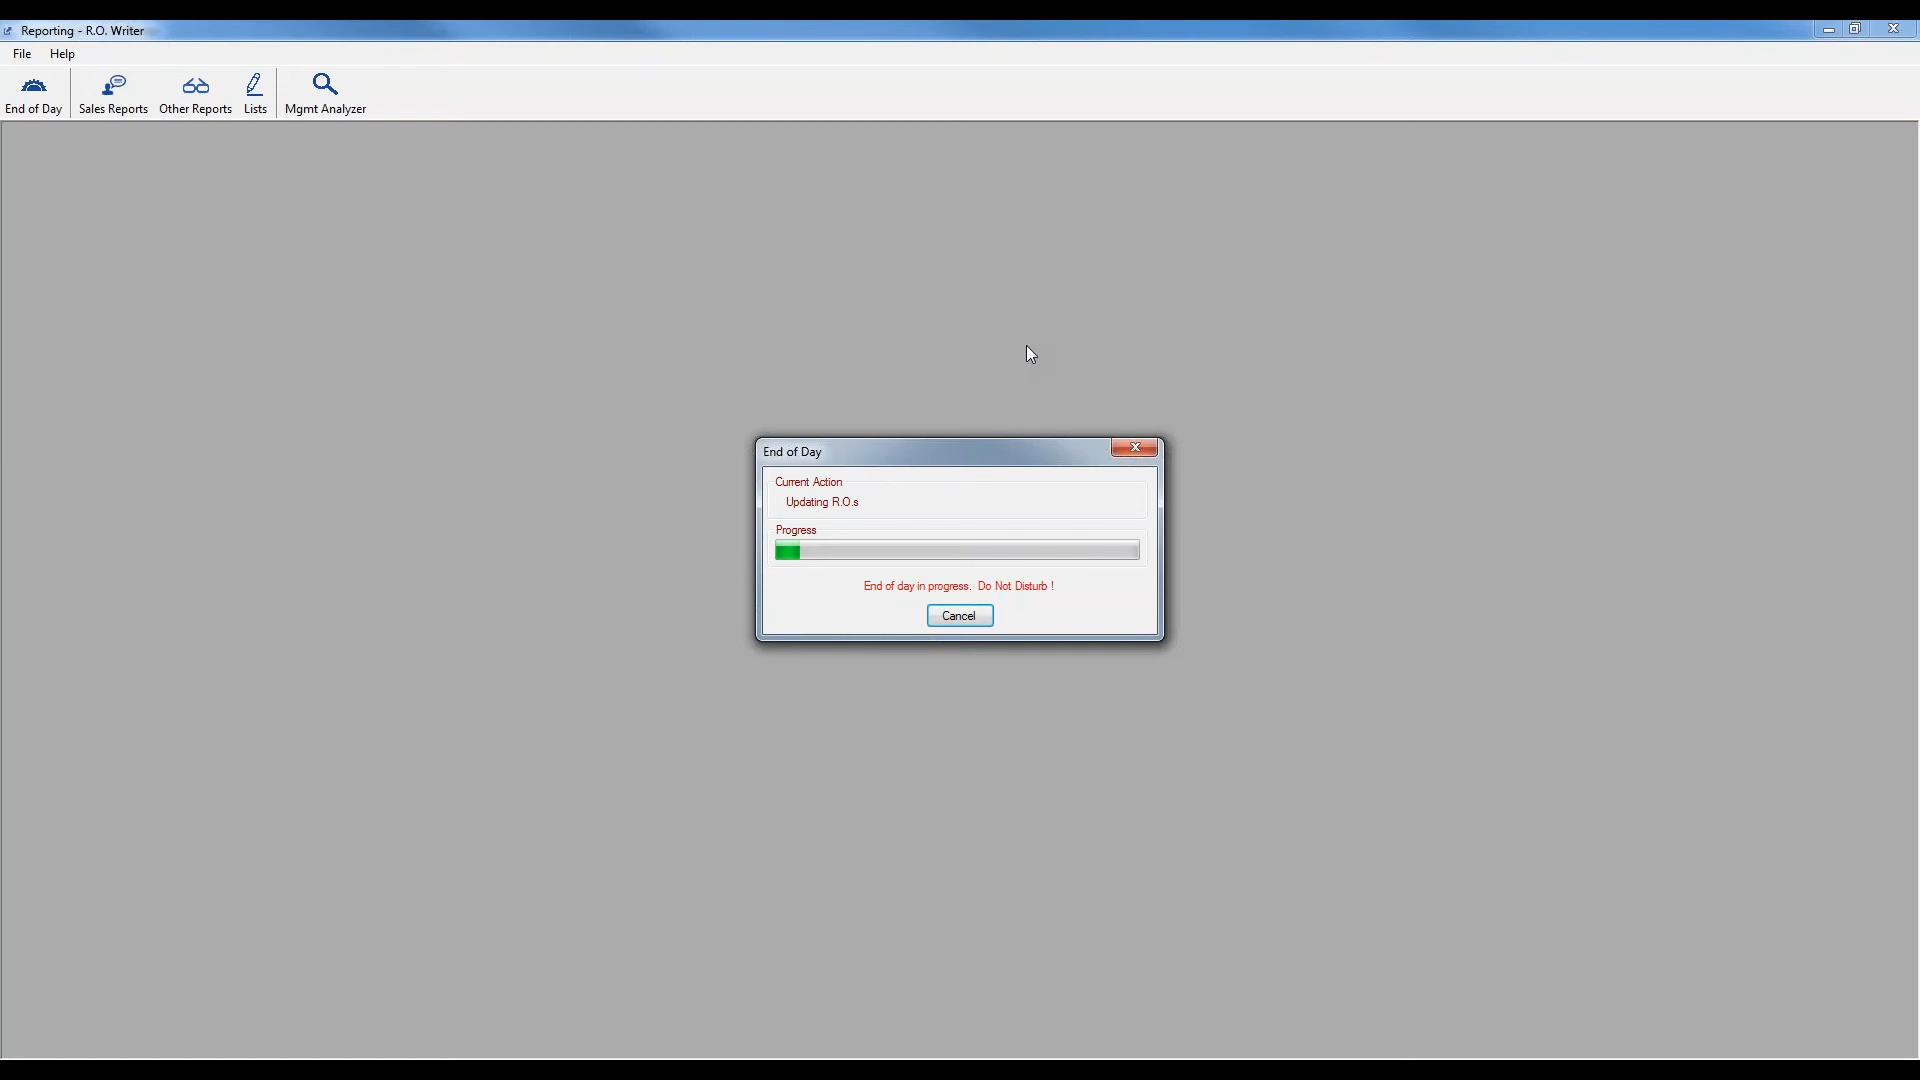 Reporting - R.O. Writer
File Help
End of Day Sales Reports Other Reports Lists Mgmt Analyzer
End of Day
Current Action
Updating R.O.s
Progress
End of day in progress. Do Not Disturb !
Cancel